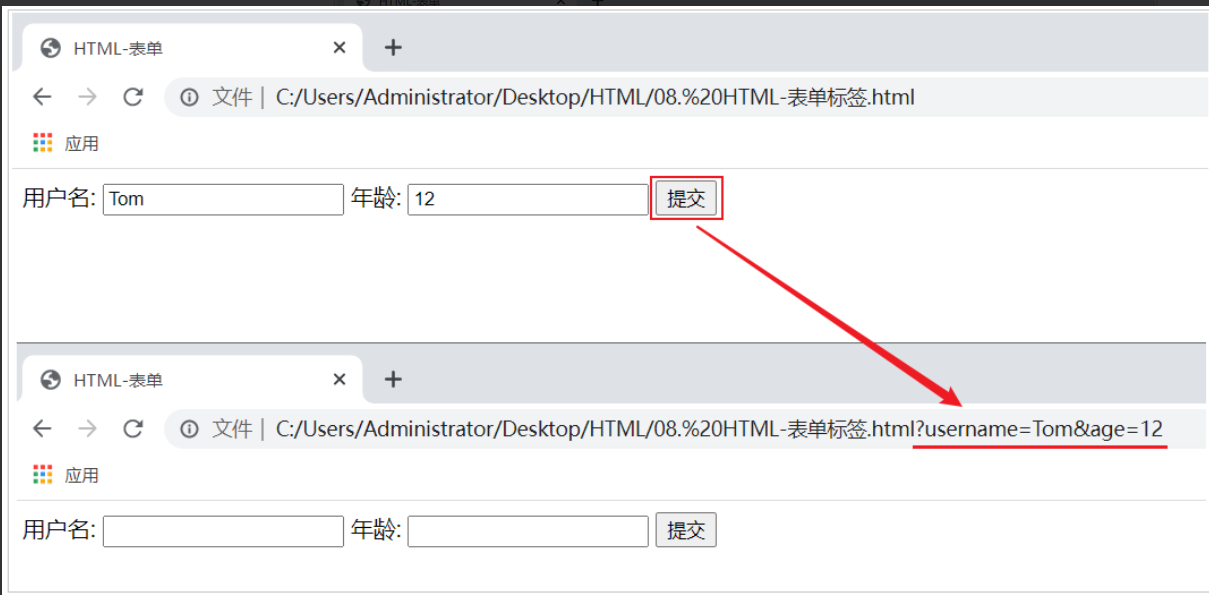 HTML-表单
文件 | C:/Users/Administrator/Desktop/HTML/08.%20HTML-表单标签.html
应用
用户名: Tom 年龄: 12 提交
HTML-表单
文件 | C:/Users/Administrator/Desktop/HTML/08.%20HTML-表单标签.html?username=Tom&age=12
应用
用户名: 年龄: 提交